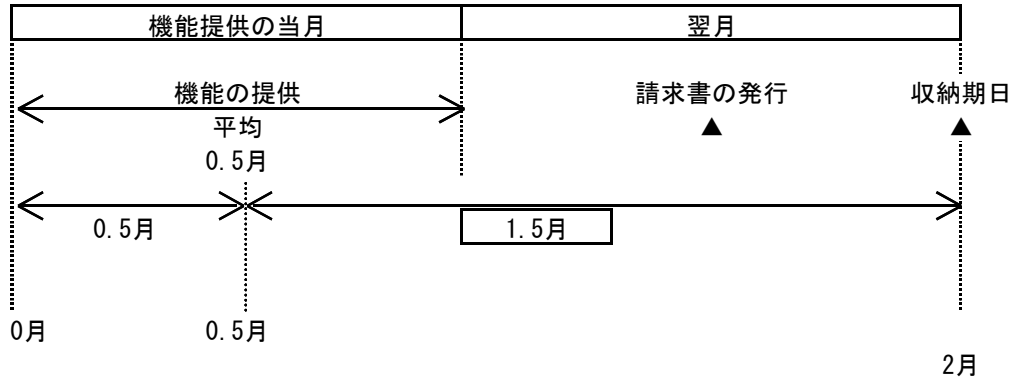 機能提供の当月 翌月
機能の提供 請求書の発行 収納期日
平均 ▲ ▲
0.5月
0.5月 1.5月
0月 0.5月
2月